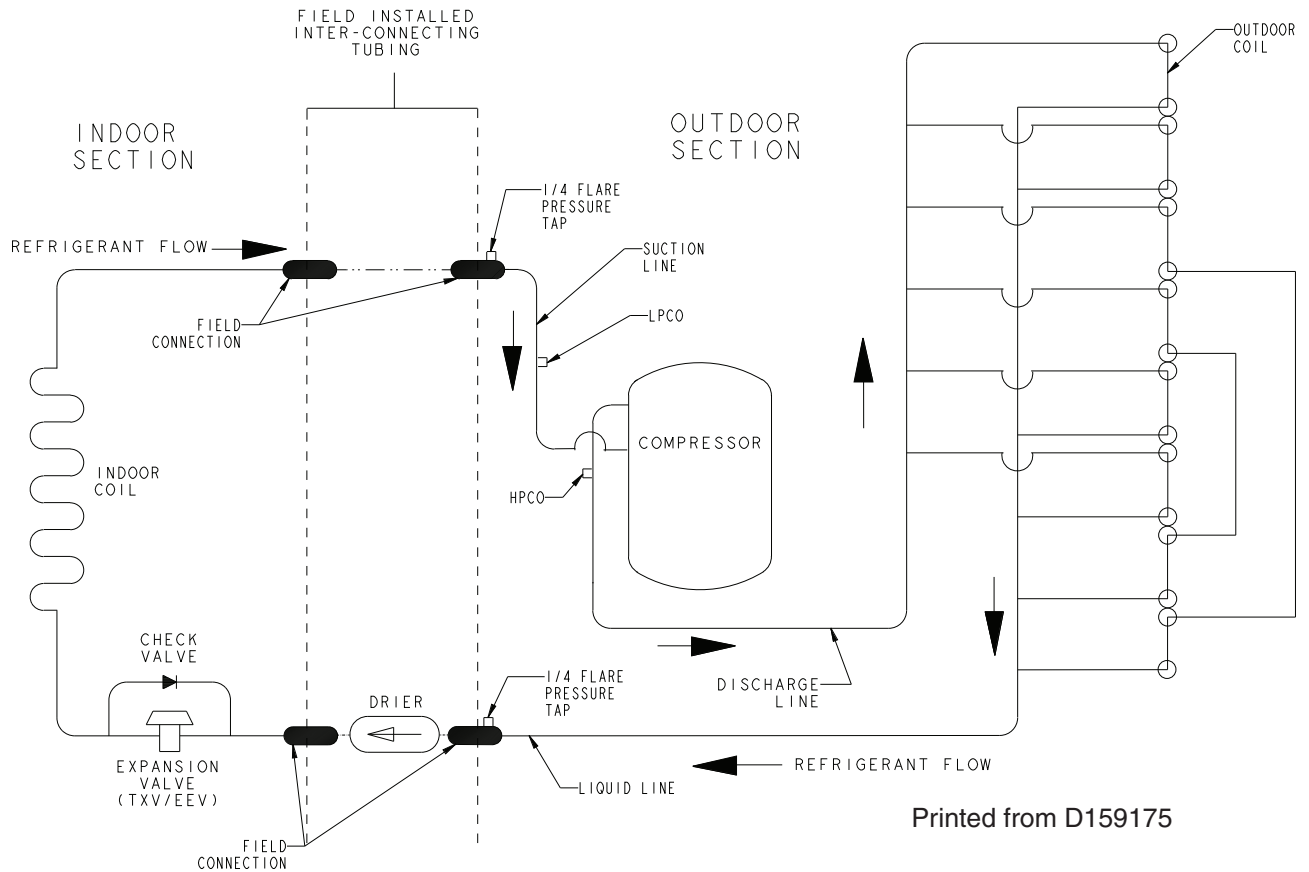 FIELD INSTALLED
INTER-CONNECTING
TUBING
OUTDOOR
COIL
INDOOR
SECTION
OUTDOOR
SECTION
1/4 FLARE
PRESSURE
TAP
REFRIGERANT FLOW
SUCTION
LINE
FIELD
CONNECTION
LPCO
COMPRESSOR
INDOOR
COIL
HPCO
CHECK
VALVE
DRIER
1/4 FLARE
PRESSURE
TAP
DISCHARGE
LINE
EXPANSION
VALVE
(TXV/EEV)
LIQUID LINE
REFRIGERANT FLOW
FIELD
CONNECTION
Printed from D159175